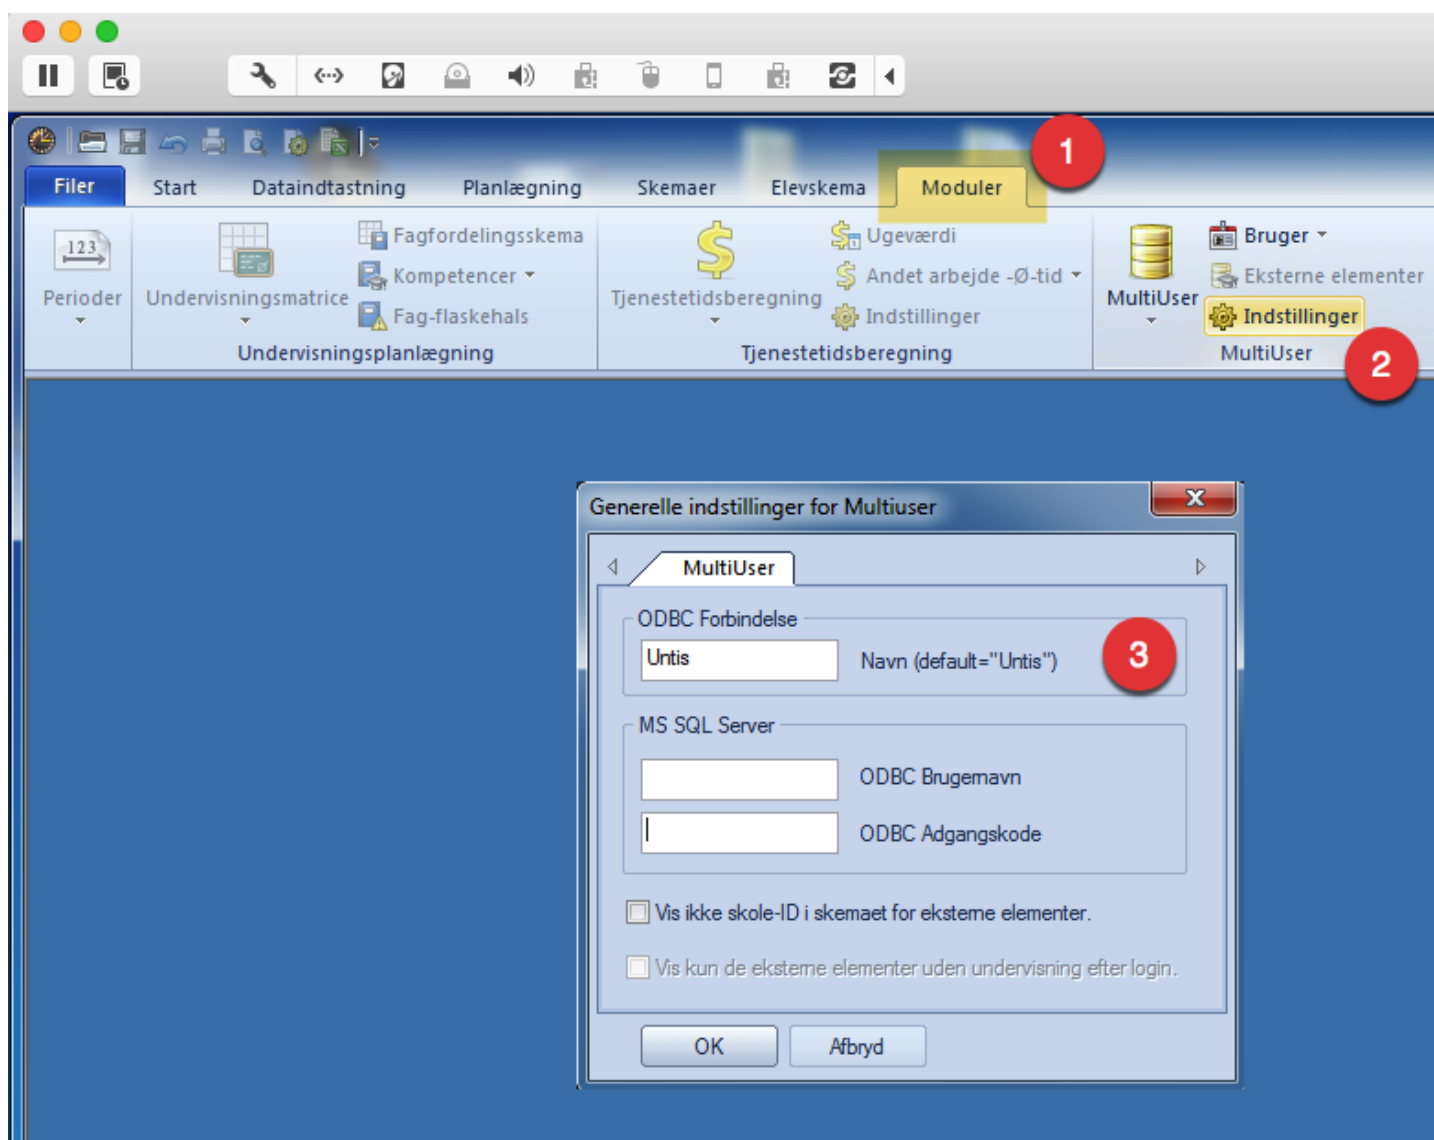 1
Filer Start Dataindtastning Planlægning Skemaer Elevskema Moduler
123
Perioder
Undervisningsmatrice
Fagfordelingsskema
Kompetencer
Fag-flaskehals
Undervisningsplanlægning
Tjenestetidsberegning
Ugeværdi
Andet arbejde -Ø-tid
Indstillinger
Tjenestetidsberegning
MultiUser
Bruger
Eksterne elementer
Indstillinger
MultiUser
2
Generelle indstillinger for Multiuser
MultiUser
ODBC Forbindelse
Untis Navn (default="Untis")
3
MS SQL Server
ODBC Brugernavn
ODBC Adgangskode
Vis ikke skole-ID i skemaet for eksterne elementer.
Vis kun de eksterne elementer uden undervisning efter login.
OK Afbryd